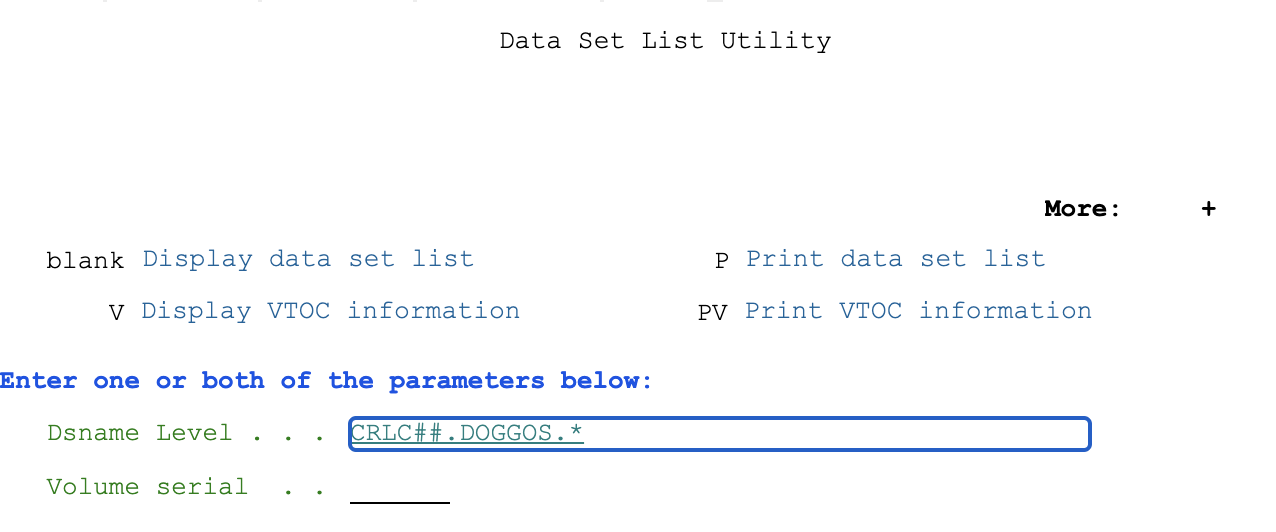 Data Set List Utility
More:     +
blank Display data set list     P Print data set list
V Display VTOC information     PV Print VTOC information
Enter one or both of the parameters below:
Dsname Level . . . CRLC##.DOGGOS.*
Volume serial  . . ______